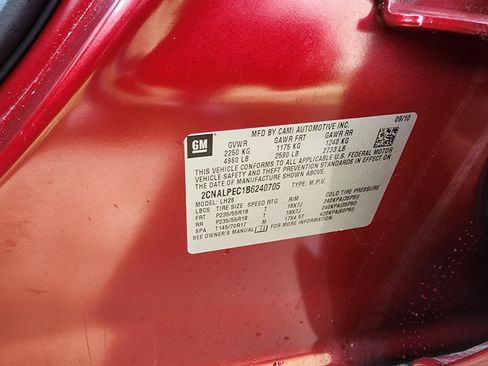 MFD BY CAMI AUTOMOTIVE INC. 09/10
GM GVWR GAWR FRT GAWR RR
2250 KG 1175 KG 1240 KG
4960 LB 2590 LB 2733 LB
THIS VEHICLE CONFORMS TO ALL APPLICABLE U.S. FEDERAL MOTOR
VEHICLE SAFETY AND THEFT PREVENTION STANDARDS IN EFFECT ON
THE DATE OF MANUFACTURE SHOWN ABOVE.
2CNALPEC1B6240705 TYPE: M.P.V.
MODEL: LH26
LBCS TIRE SIZE SPEED RTG RIM COLD TIRE PRESSURE
FRT P235/55R18 T 18X7J 240KPA(35PSI)
RR P235/55R18 T 18X7J 240KPA(35PSI)
SPA T145/70R17 M 17X4.5T 420KPA(60PSI)
SEE OWNER'S MANUAL FOR MORE INFORMATION.